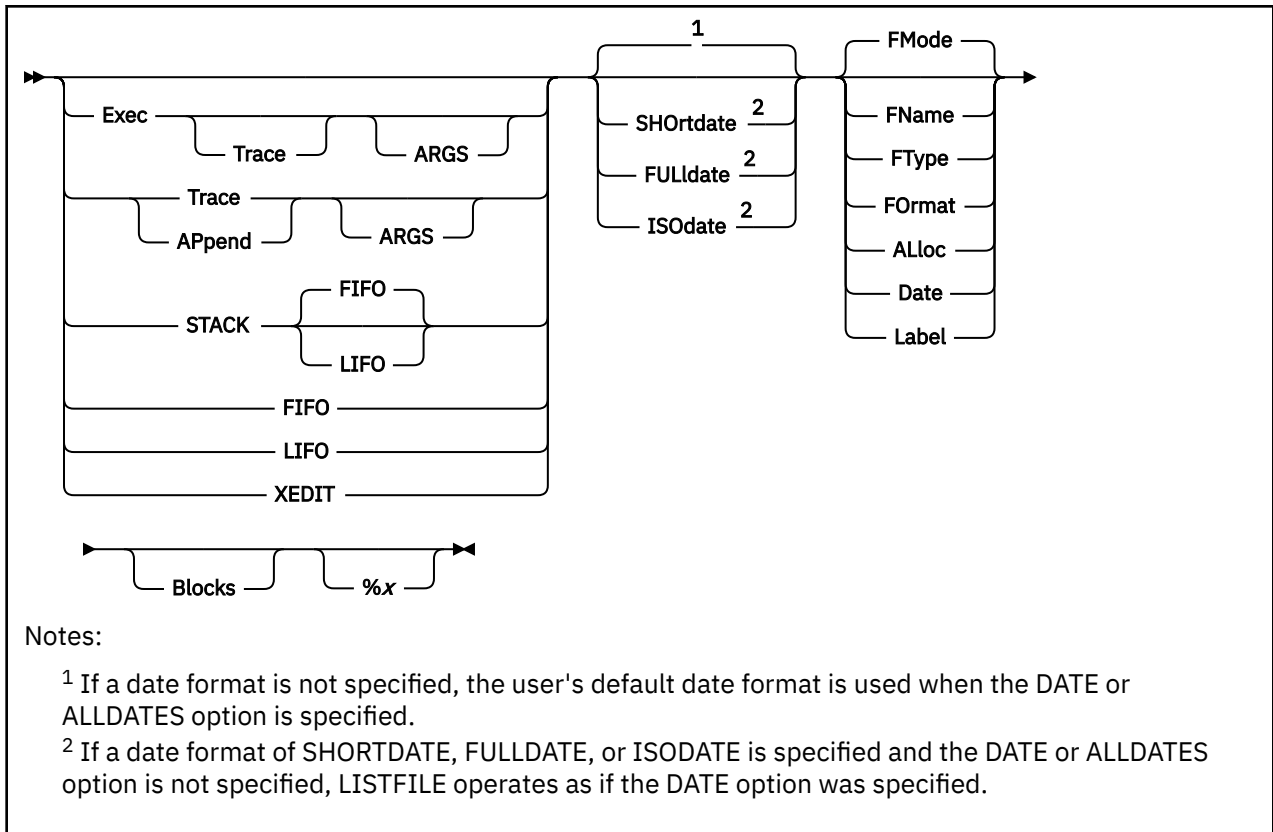 1
FMode
Exec
FName
SHOrtdate 2
Trace
ARGS
FType
FULldate 2
Trace
FOrmat
ISOdate 2
APpend
ARGS
ALloc
FIFO
Date
STACK
Label
LIFO
FIFO
LIFO
XEDIT
Blocks
%x
Notes:
1 If a date format is not specified, the user's default date format is used when the DATE or
ALLDATES option is specified.
2 If a date format of SHORTDATE, FULLDATE, or ISODATE is specified and the DATE or ALLDATES
option is not specified, LISTFILE operates as if the DATE option was specified.